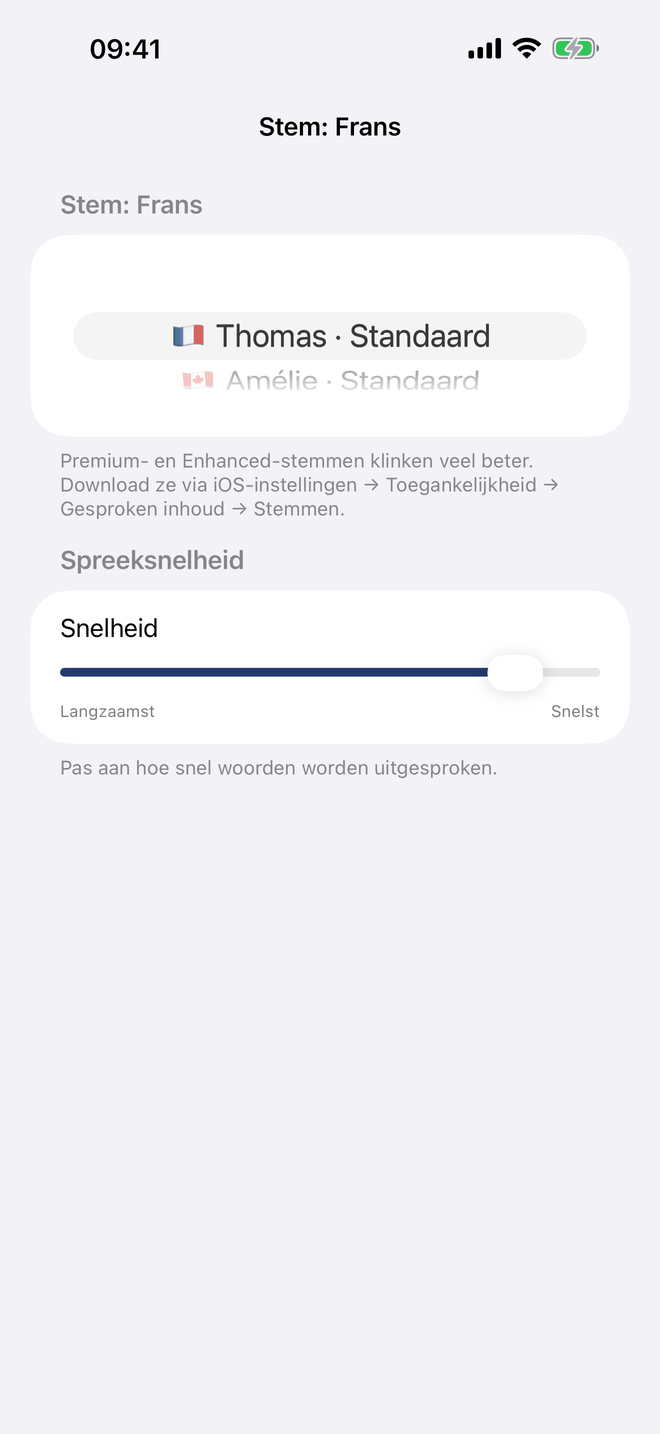 09:41
Stem: Frans
Stem: Frans
Thomas · Standaard
Amélie · Standaard
Premium- en Enhanced-stemmen klinken veel beter.
Download ze via iOS-instellingen → Toegankelijkheid →
Gesproken inhoud → Stemmen.
Spreeksnelheid
Snelheid
Langzaamst
Snelst
Pas aan hoe snel woorden worden uitgesproken.